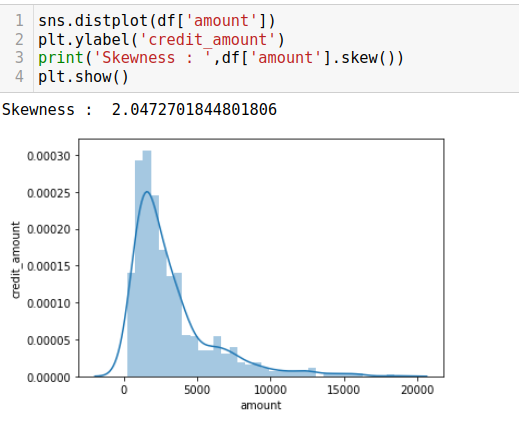 1 sns.distplot(df['amount'])
2 plt.ylabel('credit_amount')
3 print('Skewness : ',df['amount'].skew())
4 plt.show()
Skewness :  2.0472701844801806
0.00030
0.00025
0.00020
0.00015
0.00010
0.00005
0.00000
credit_amount
0 5000 10000 15000 20000
amount